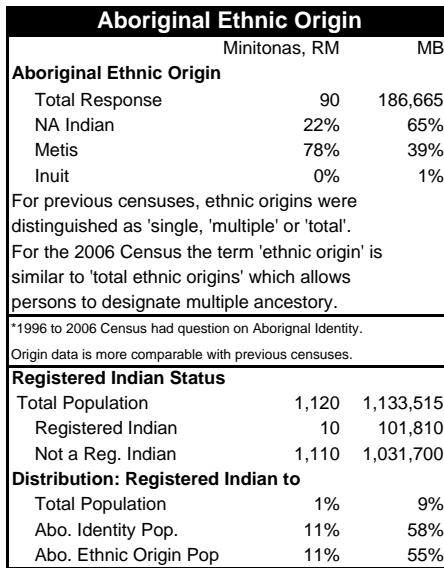 Aboriginal Ethnic Origin
Minitonas, RM MB
Aboriginal Ethnic Origin
Total Response 90 186,665
NA Indian 22% 65%
Metis 78% 39%
Inuit 0% 1%
For previous censuses, ethnic origins were
distinguished as 'single, 'multiple' or 'total'.
For the 2006 Census the term 'ethnic origin' is
similar to 'total ethnic origins' which allows
persons to designate multiple ancestory.
*1996 to 2006 Census had question on Aborignal Identity.
Origin data is more comparable with previous censuses.
Registered Indian Status
Total Population 1,120 1,133,515
Registered Indian 10 101,810
Not a Reg. Indian 1,110 1,031,700
Distribution: Registered Indian to
Total Population 1% 9%
Abo. Identity Pop. 11% 58%
Abo. Ethnic Origin Pop 11% 55%